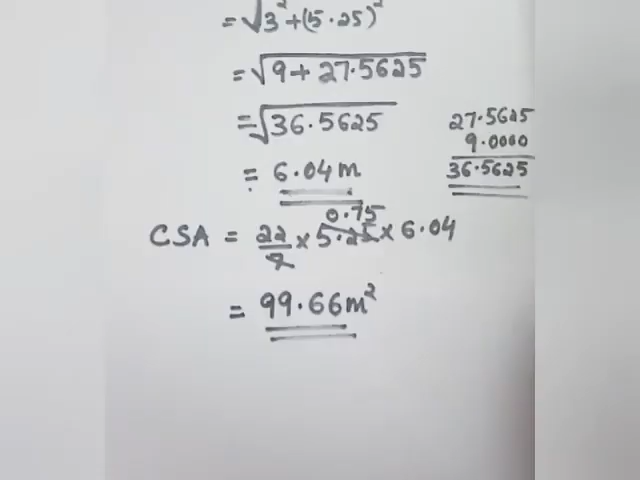 = √3² + (5.25)²
= √9 + 27.5625
= √36.5625
27.5625
9.0000
36.5625
= 6.04m
0.75
CSA = 22/7 × 5.25 × 6.04
= 99.66m²